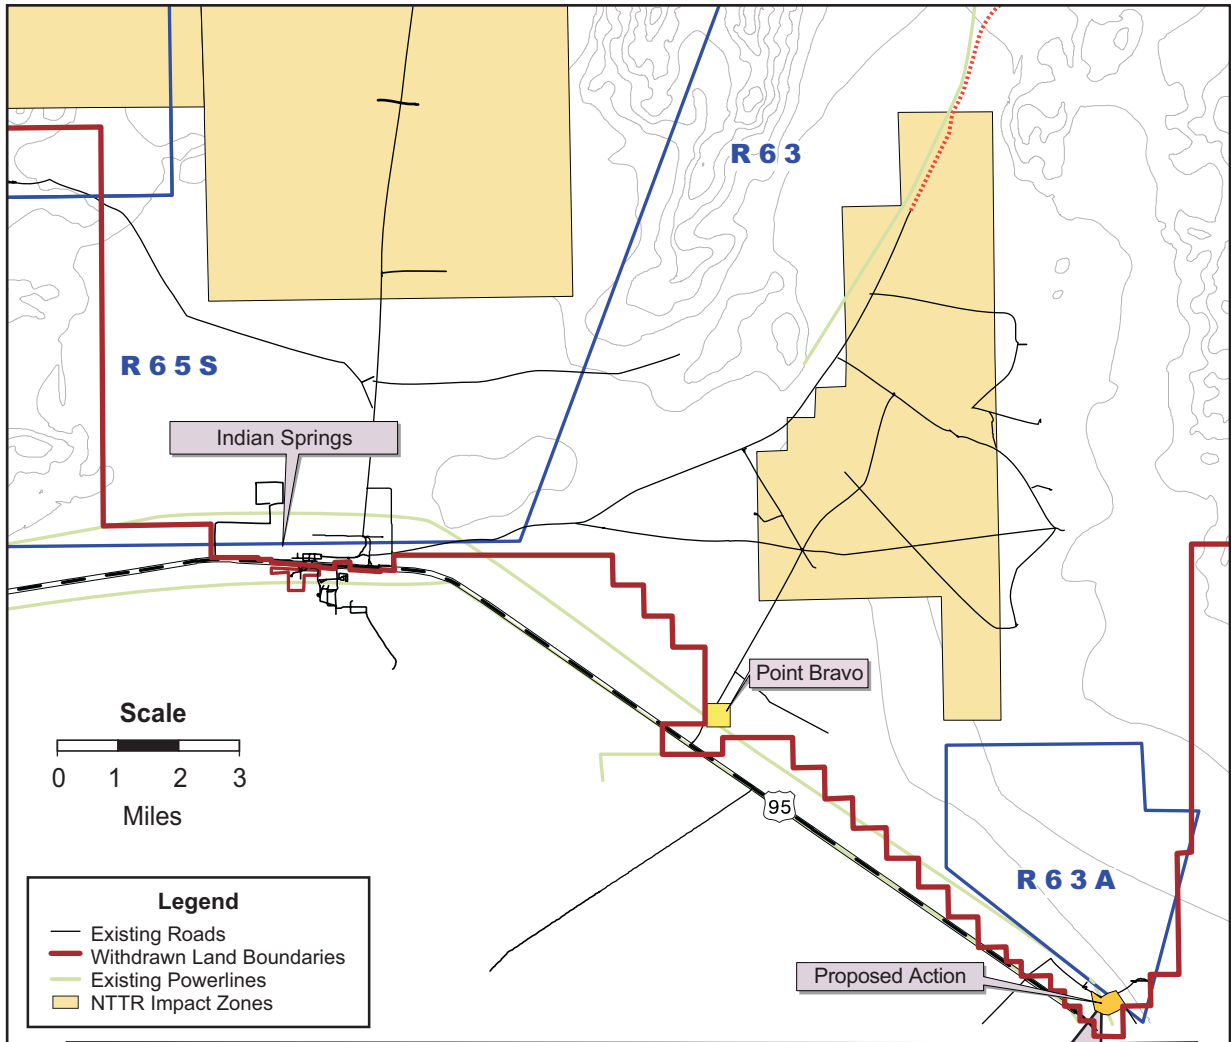 R 6 3
R 6 5 S
Indian Springs
Point Bravo
Scale
0 1 2 3
Miles
95
R 6 3 A
Proposed Action
Legend
Existing Roads
Withdrawn Land Boundaries
Existing Powerlines
NTTR Impact Zones